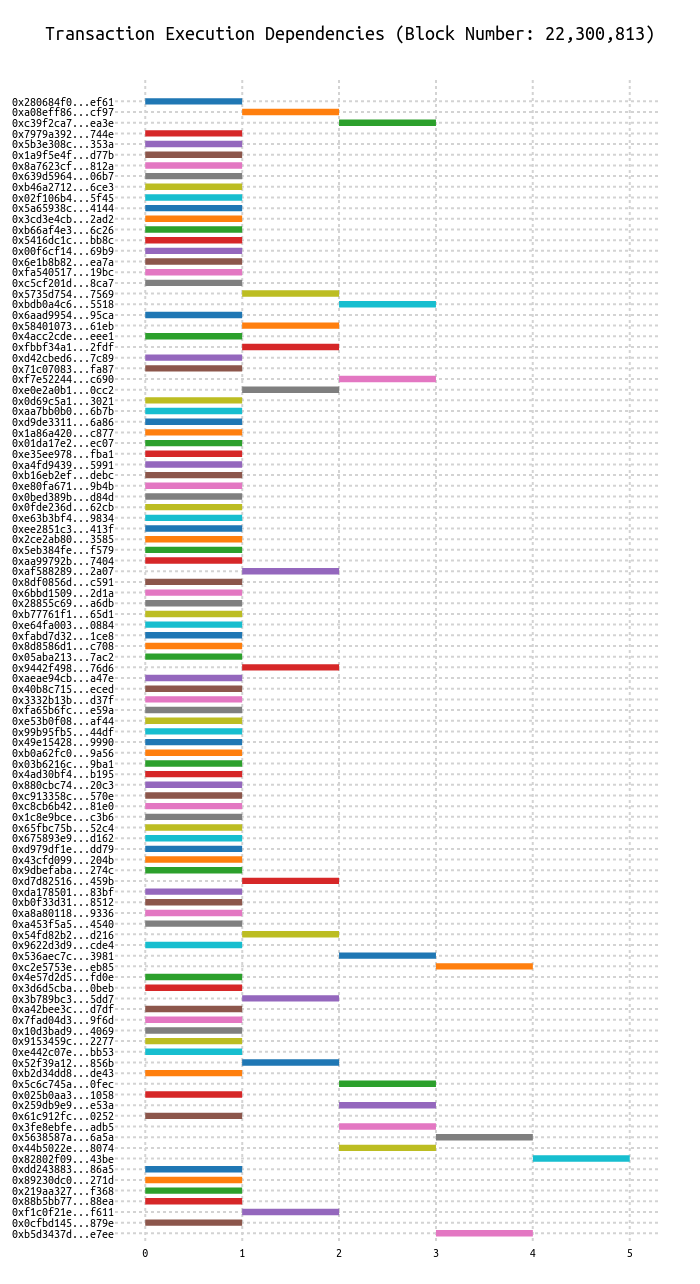 Transaction Execution Dependencies (Block Number: 22,300,813)
0x280684f0...ef61
0xa08eff86...cf97
0xc39f2ca7...ea3e
0x7979a392...744e
0x5b3e308c...353a
0x1a9f5e4f...d77b
0x8a7623cf...812a
0x639d5964...06b7
0xb46a2712...6ce3
0x02f106b4...5f45
0x5a65938c...4144
0x3cd3e4cb...2ad2
0xb66af4e3...6c26
0x5416dc1c...bb8c
0x00f6cf14...69b9
0x6e1b8b82...ea7a
0xfa540517...19bc
0xc5cf201d...8ca7
0x5735d754...7569
0xbdb0a4c6...5518
0x6aad9954...95ca
0x58401073...61eb
0x4acc2cde...eee1
0xfbbf34a1...2fdf
0xd42cbed6...7c89
0x71c07083...fa87
0xf7e52244...c690
0xe0e2a0b1...0cc2
0x0d69c5a1...3021
0xaa7bb0b0...6b7b
0xd9de3311...6a86
0x1a86a420...c877
0x01da17e2...ec07
0xe35ee978...fba1
0xa4fd9439...5991
0xb16eb2ef...debc
0xe80fa671...9b4b
0x0bed389b...d84d
0x0fde236d...62cb
0xe63b3bf4...9834
0xee2851c3...413f
0x2ce2ab80...3585
0x5eb384fe...f579
0xaa99792b...7404
0xaf588289...2a07
0x8df0856d...c591
0x6bbd1509...2d1a
0x28855c69...a6db
0xb77761f1...65d1
0xe64fa003...0884
0xfabd7d32...1ce8
0x8d8586d1...c708
0x05aba213...7ac2
0x9442f498...76d6
0xaeae94cb...a47e
0x40b8c715...eced
0x3332b13b...d37f
0xfa65b6fc...e59a
0xe53b0f08...af44
0x99b95fb5...44df
0x49e15428...9990
0xb0a62fc0...9a56
0x03b6216c...9ba1
0x4ad30bf4...b195
0x880cbc74...20c3
0xc913358c...570e
0xc8cb6b42...81e0
0x1c8e9bce...c3b6
0x65fbc75b...52c4
0x675893e9...d162
0xd979df1e...dd79
0x43cfd099...204b
0x9dbefaba...274c
0xd7d82516...459b
0xda178501...83bf
0xb0f33d31...8512
0xa8a80118...9336
0xa453f5a5...4540
0x54fd82b2...d216
0x9622d3d9...cde4
0x536aec7c...3981
0xc2e5753e...eb85
0x4e57d2d5...fd0e
0x3d6d5cba...0beb
0x3b789bc3...5dd7
0xa42bee3c...d7df
0x7fad04d3...9f6d
0x10d3bad9...4069
0x9153459c...2277
0xe442c07e...bb53
0x52f39a12...856b
0xb2d34dd8...de43
0x5c6c745a...0fec
0x025b0aa3...1058
0x259db9e9...e53a
0x61c912fc...0252
0x3fe8ebfe...adb5
0x5638587a...6a5a
0x44b5022e...8074
0x82802f09...43be
0xdd243883...86a5
0x89230dc0...271d
0x219aa327...f368
0x88b5bb77...88ea
0xf1c0f21e...f611
0x0cfbd145...879e
0xb5d3437d...e7ee
0 1 2 3 4 5